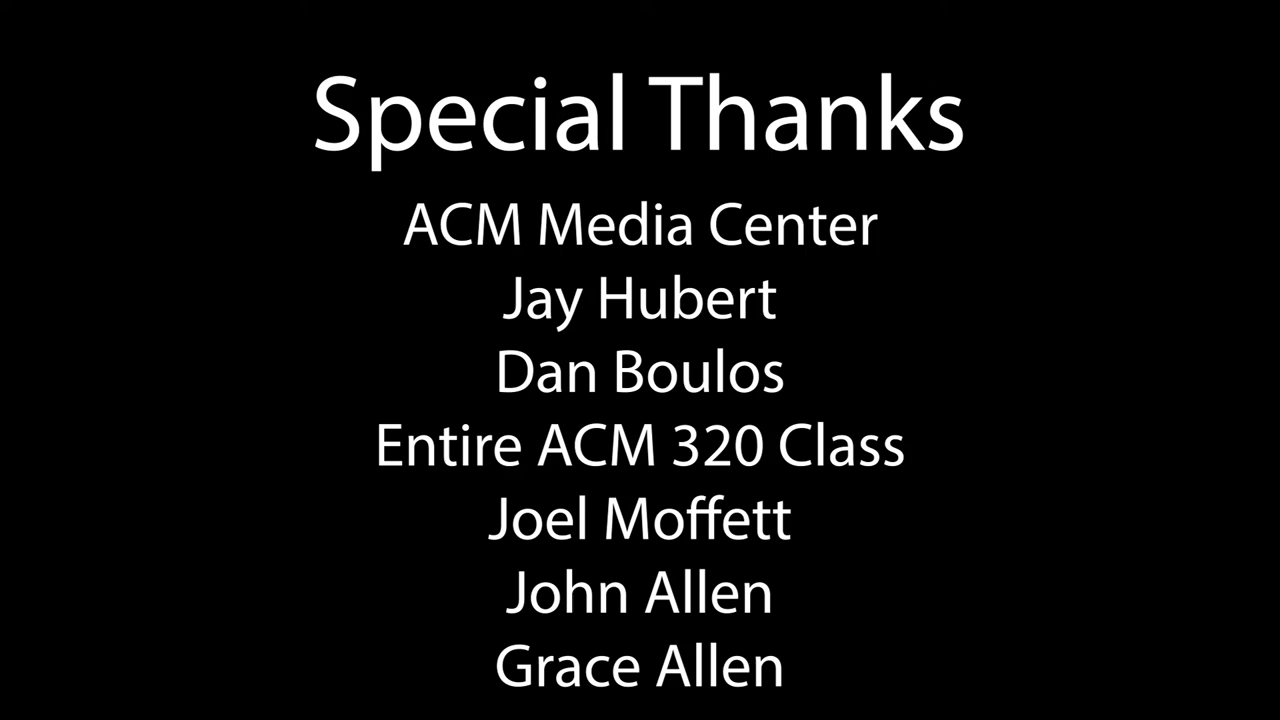 Special Thanks
ACM Media Center
Jay Hubert
Dan Boulos
Entire ACM 320 Class
Joel Moffett
John Allen
Grace Allen